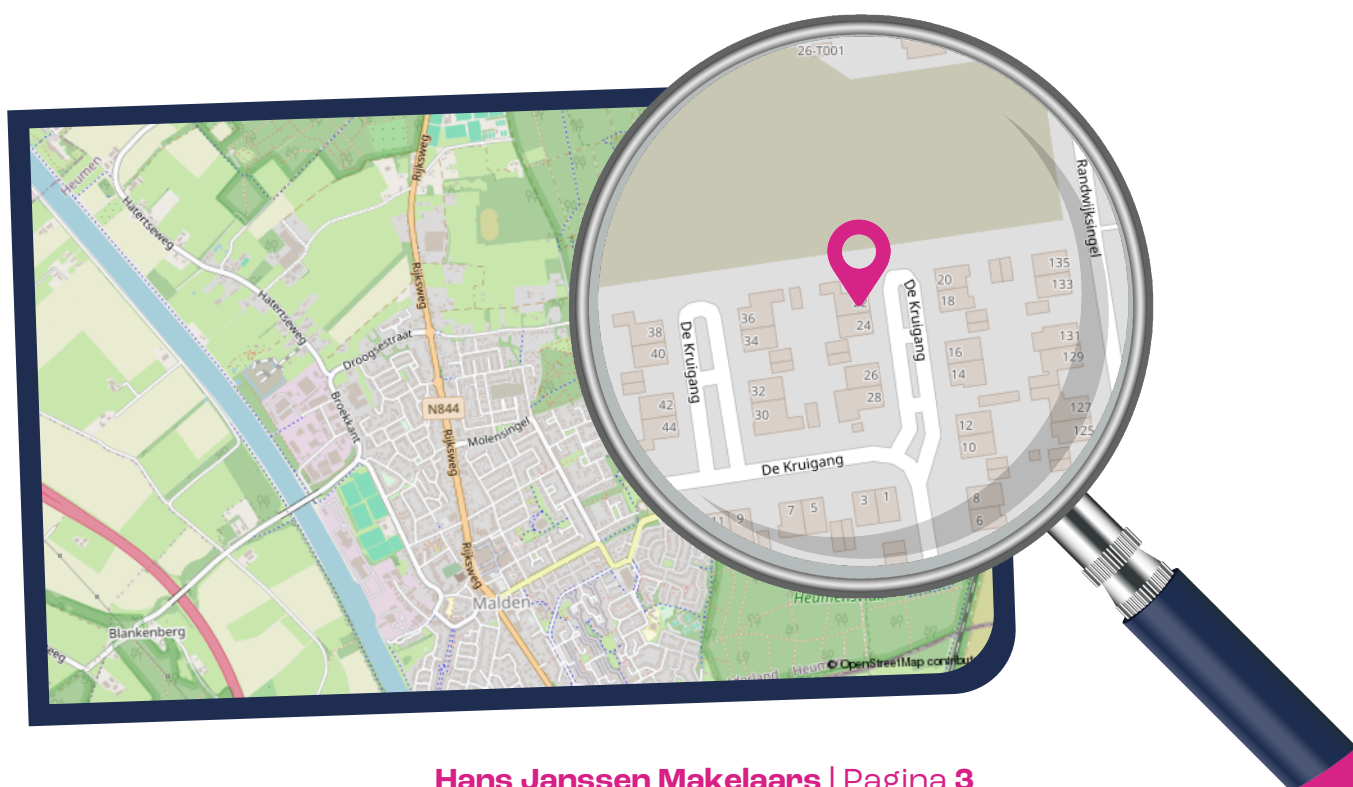 26-T001
Randwijksingel
Heumen
Rijksweg
Hatertseweg
Rijksweg
Hatertseweg
Droogsestraat
Broekkant
N844
Rijksweg
Molensingel
Rijksweg
Malden
Blankenberg
De Kruigang
De Kruigang
De Kruigang
20
18
135
133
36
34
38
40
24
16
14
131
129
26
28
32
30
42
44
12
10
127
125
7
5
3
1
11
9
8
6
© OpenStreetMap contribut
Hans Janssen Makelaars | Pagina 3